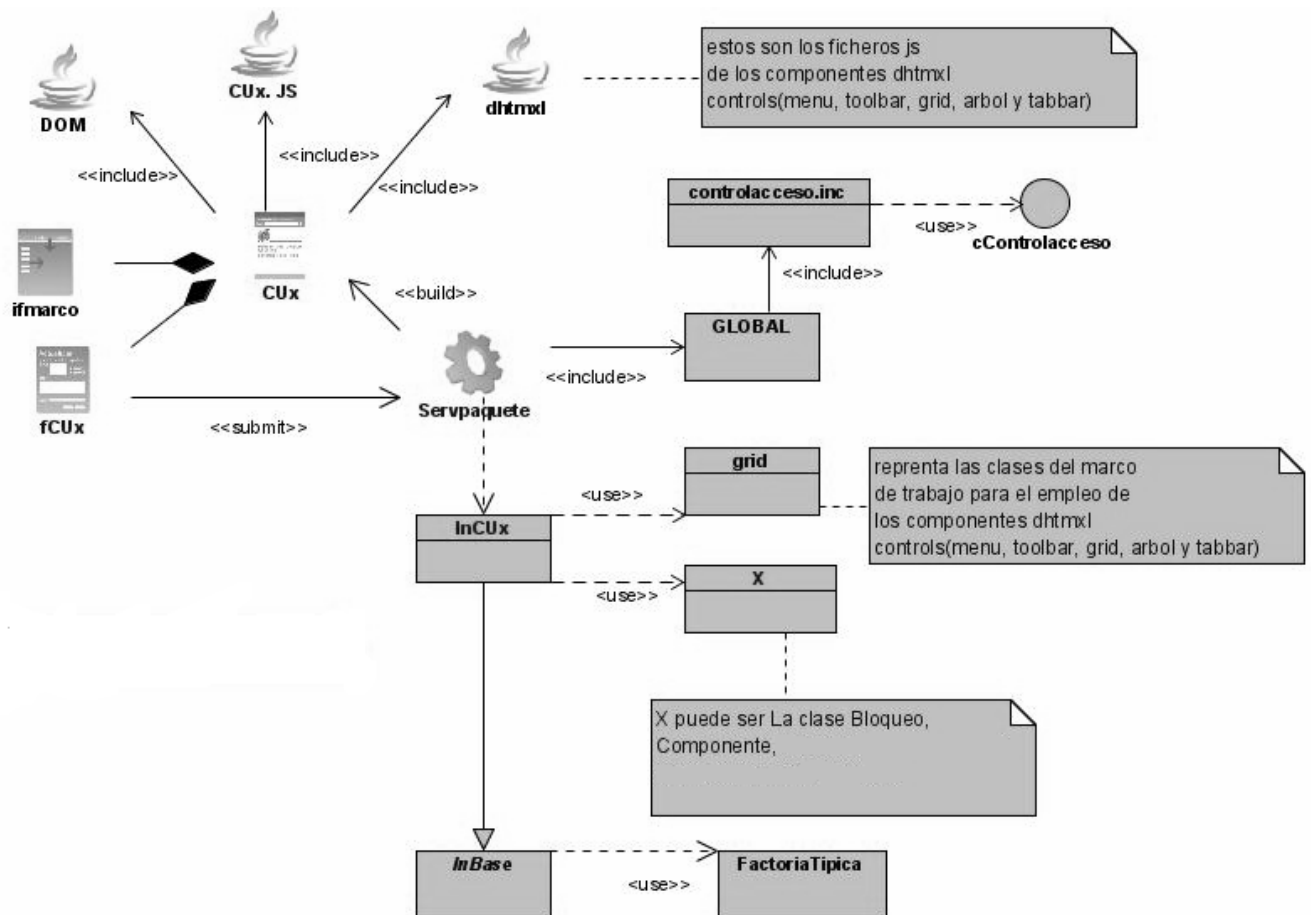 estos son los ficheros js
de los componentes dhtmxl
controls(menu, toolbar, grid, arbol y tabbar)
CUx. JS
DOM
dhtmxl
<<include>>
<<include>>
<<include>>
controlacceso.inc
<use>>
cControlacceso
<<include>>
ifmarco
CUx
<<build>>
GLOBAL
<<include>>
Servpaquete
fCUx
<<submit>>
grid
reprenta las clases del marco
de trabajo para el empleo de
los componentes dhtmxl
controls(menu, toolbar, grid, arbol y tabbar)
<use>>
InCUx
X
<use>>
X puede ser La clase Bloqueo,
Componente,
InBase
FactoriaTipica
<use>>